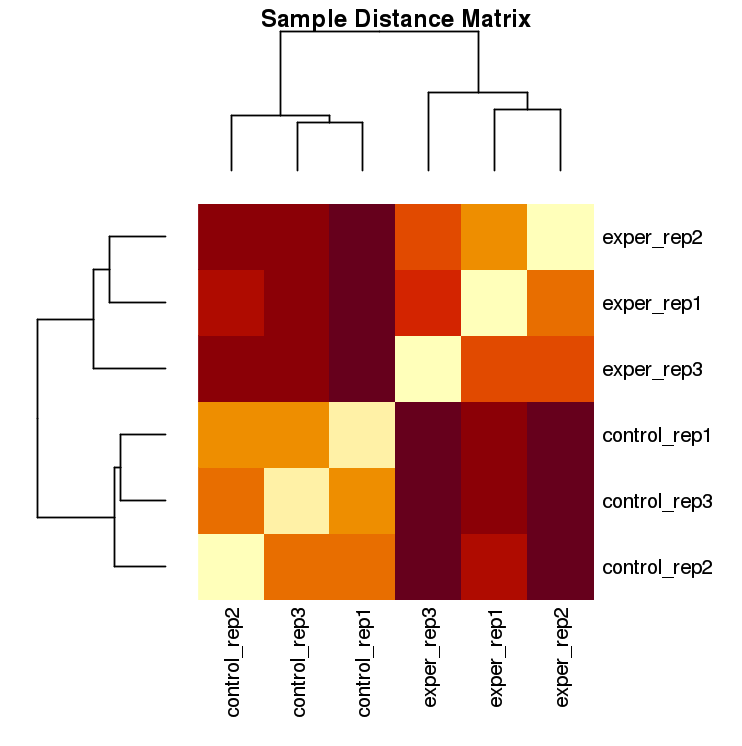 Sample Distance Matrix
exper_rep2
exper_rep1
exper_rep3
control_rep1
control_rep3
control_rep2
control_rep2
control_rep3
control_rep1
exper_rep3
exper_rep1
exper_rep2